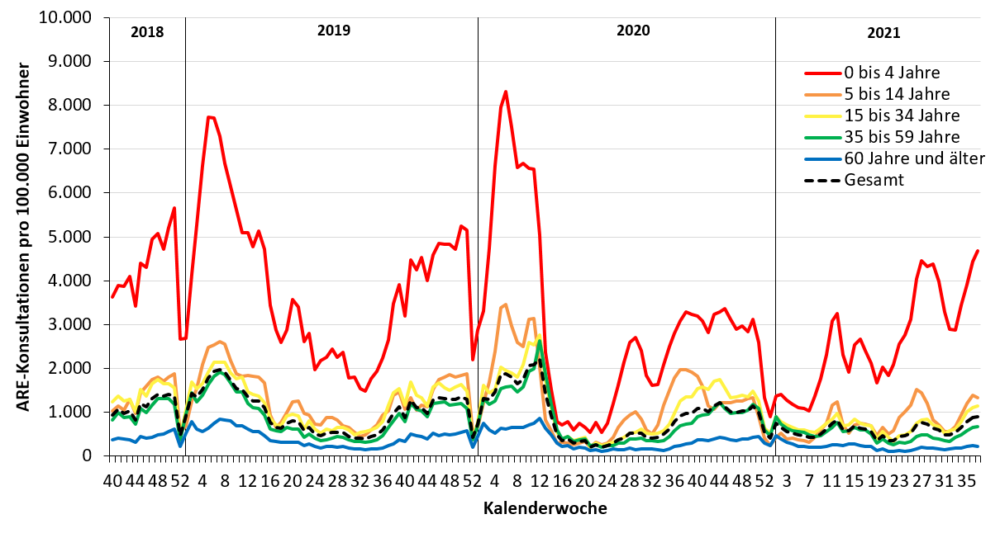 10.000
9.000
8.000
7.000
6.000
5.000
4.000
3.000
2.000
1.000
0
ARE-Konsultationen pro 100.000 Einwohner
2018 2019 2020 2021
0 bis 4 Jahre
5 bis 14 Jahre
15 bis 34 Jahre
35 bis 59 Jahre
60 Jahre und älter
Gesamt
40 44 48 52 4 8 12 16 20 24 28 32 36 40 44 48 52 4 8 12 16 20 24 28 32 36 40 44 48 52 3 7 11 15 19 23 27 31 35
Kalenderwoche